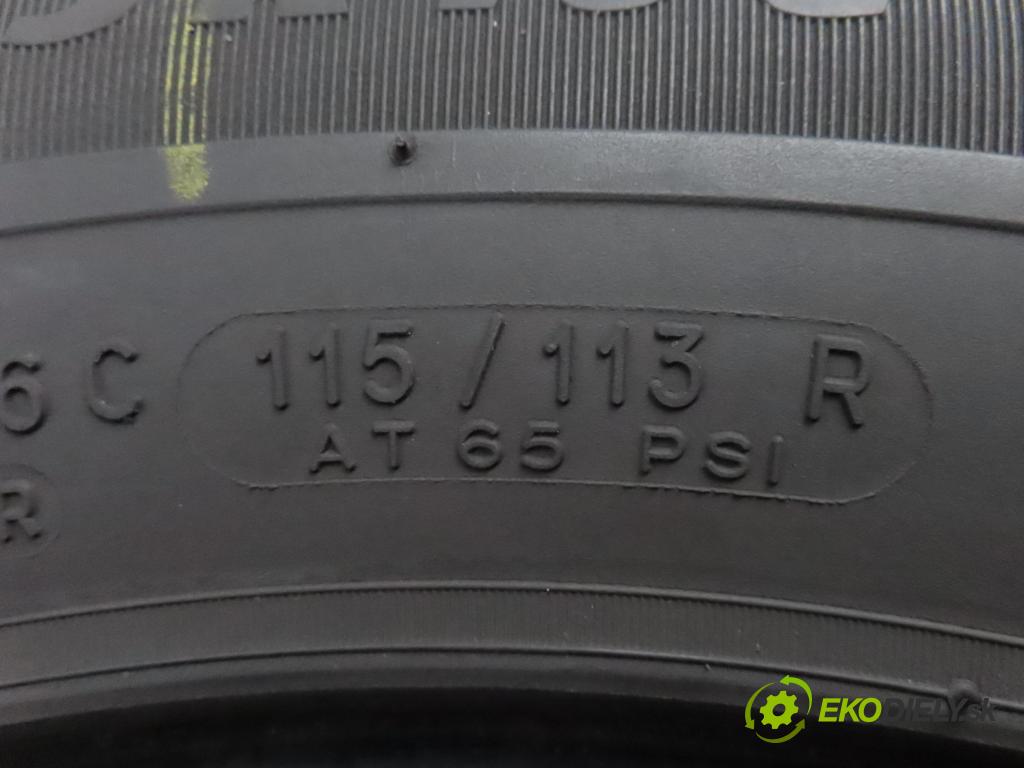 6C 115/113 R
AT 65 PSI
R
EKODIELY.sk